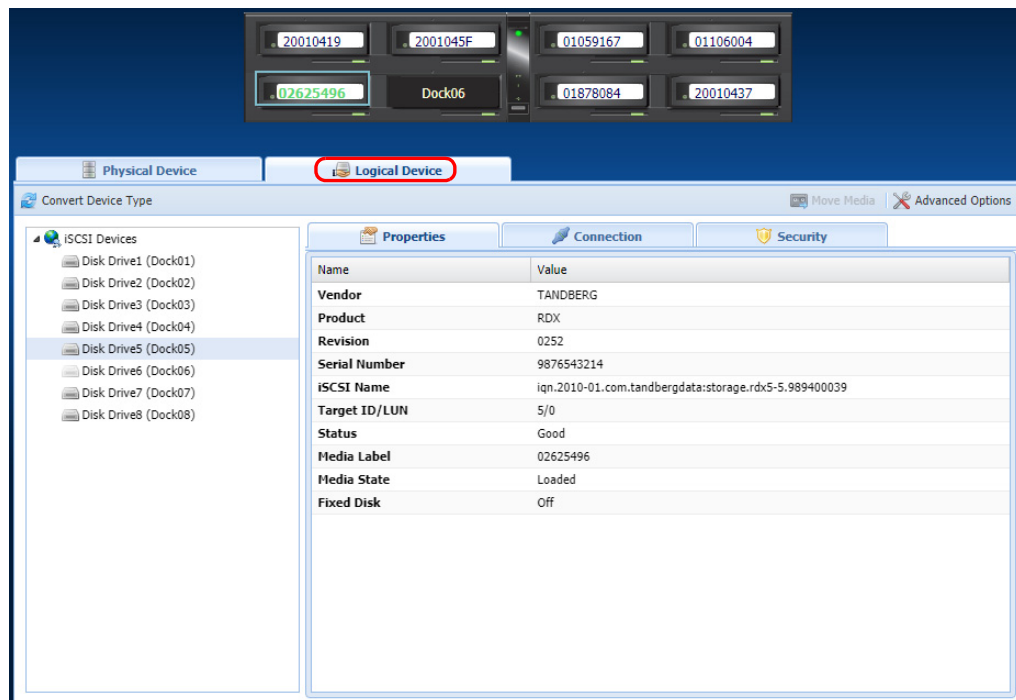 20010419 2001045F 01059167 01106004
02625496 Dock06 01878084 20010437
Physical Device Logical Device
Convert Device Type Move Media Advanced Options
iSCSI Devices
Disk Drive1 (Dock01)
Disk Drive2 (Dock02)
Disk Drive3 (Dock03)
Disk Drive4 (Dock04)
Disk Drive5 (Dock05)
Disk Drive6 (Dock06)
Disk Drive7 (Dock07)
Disk Drive8 (Dock08)
Properties Connection Security
Name Value
Vendor TANDBERG
Product RDX
Revision 0252
Serial Number 9876543214
iSCSI Name iqn.2010-01.com.tandbergdata:storage.rdx5-5.989400039
Target ID/LUN 5/0
Status Good
Media Label 02625496
Media State Loaded
Fixed Disk Off